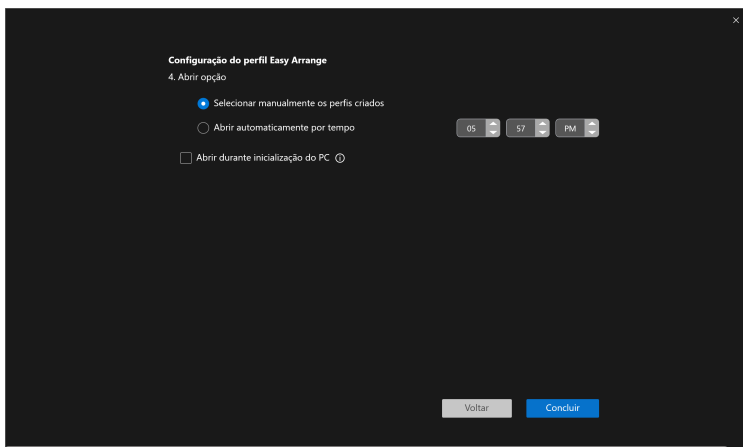 Configuração do perfil Easy Arrange
4. Abrir opção
Selecionar manualmente os perfis criados
Abrir automaticamente por tempo 05 57 PM
Abrir durante inicialização do PC
Voltar Concluir